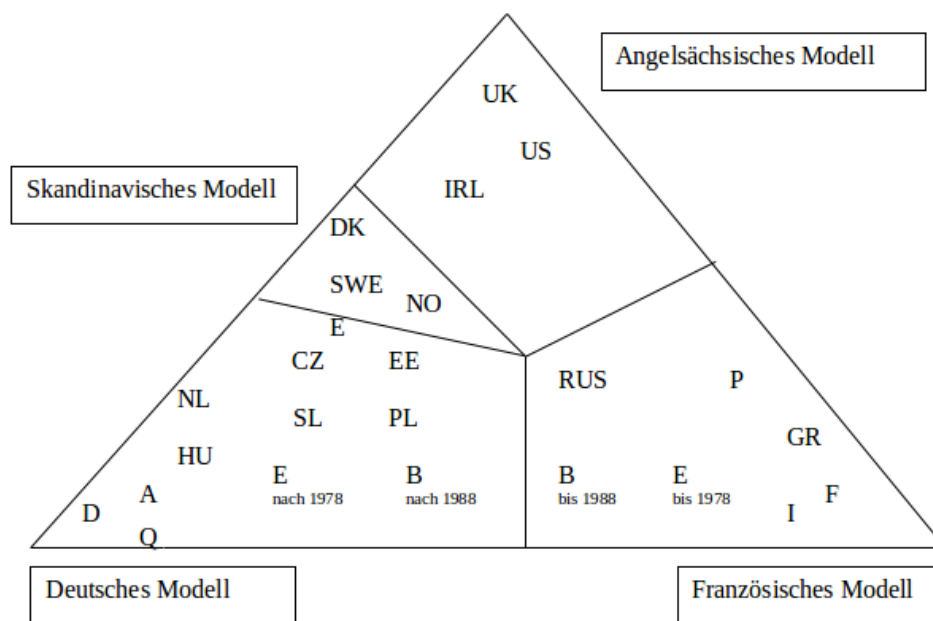 Angelsächsisches Modell
UK
US
Skandinavisches Modell
IRL
DK
SWE
NO
E
CZ EE
RUS P
NL
SL PL
GR
HU
E B B E
nach 1978 nach 1988 bis 1988 bis 1978
A F
D I
Q
Deutsches Modell Französisches Modell